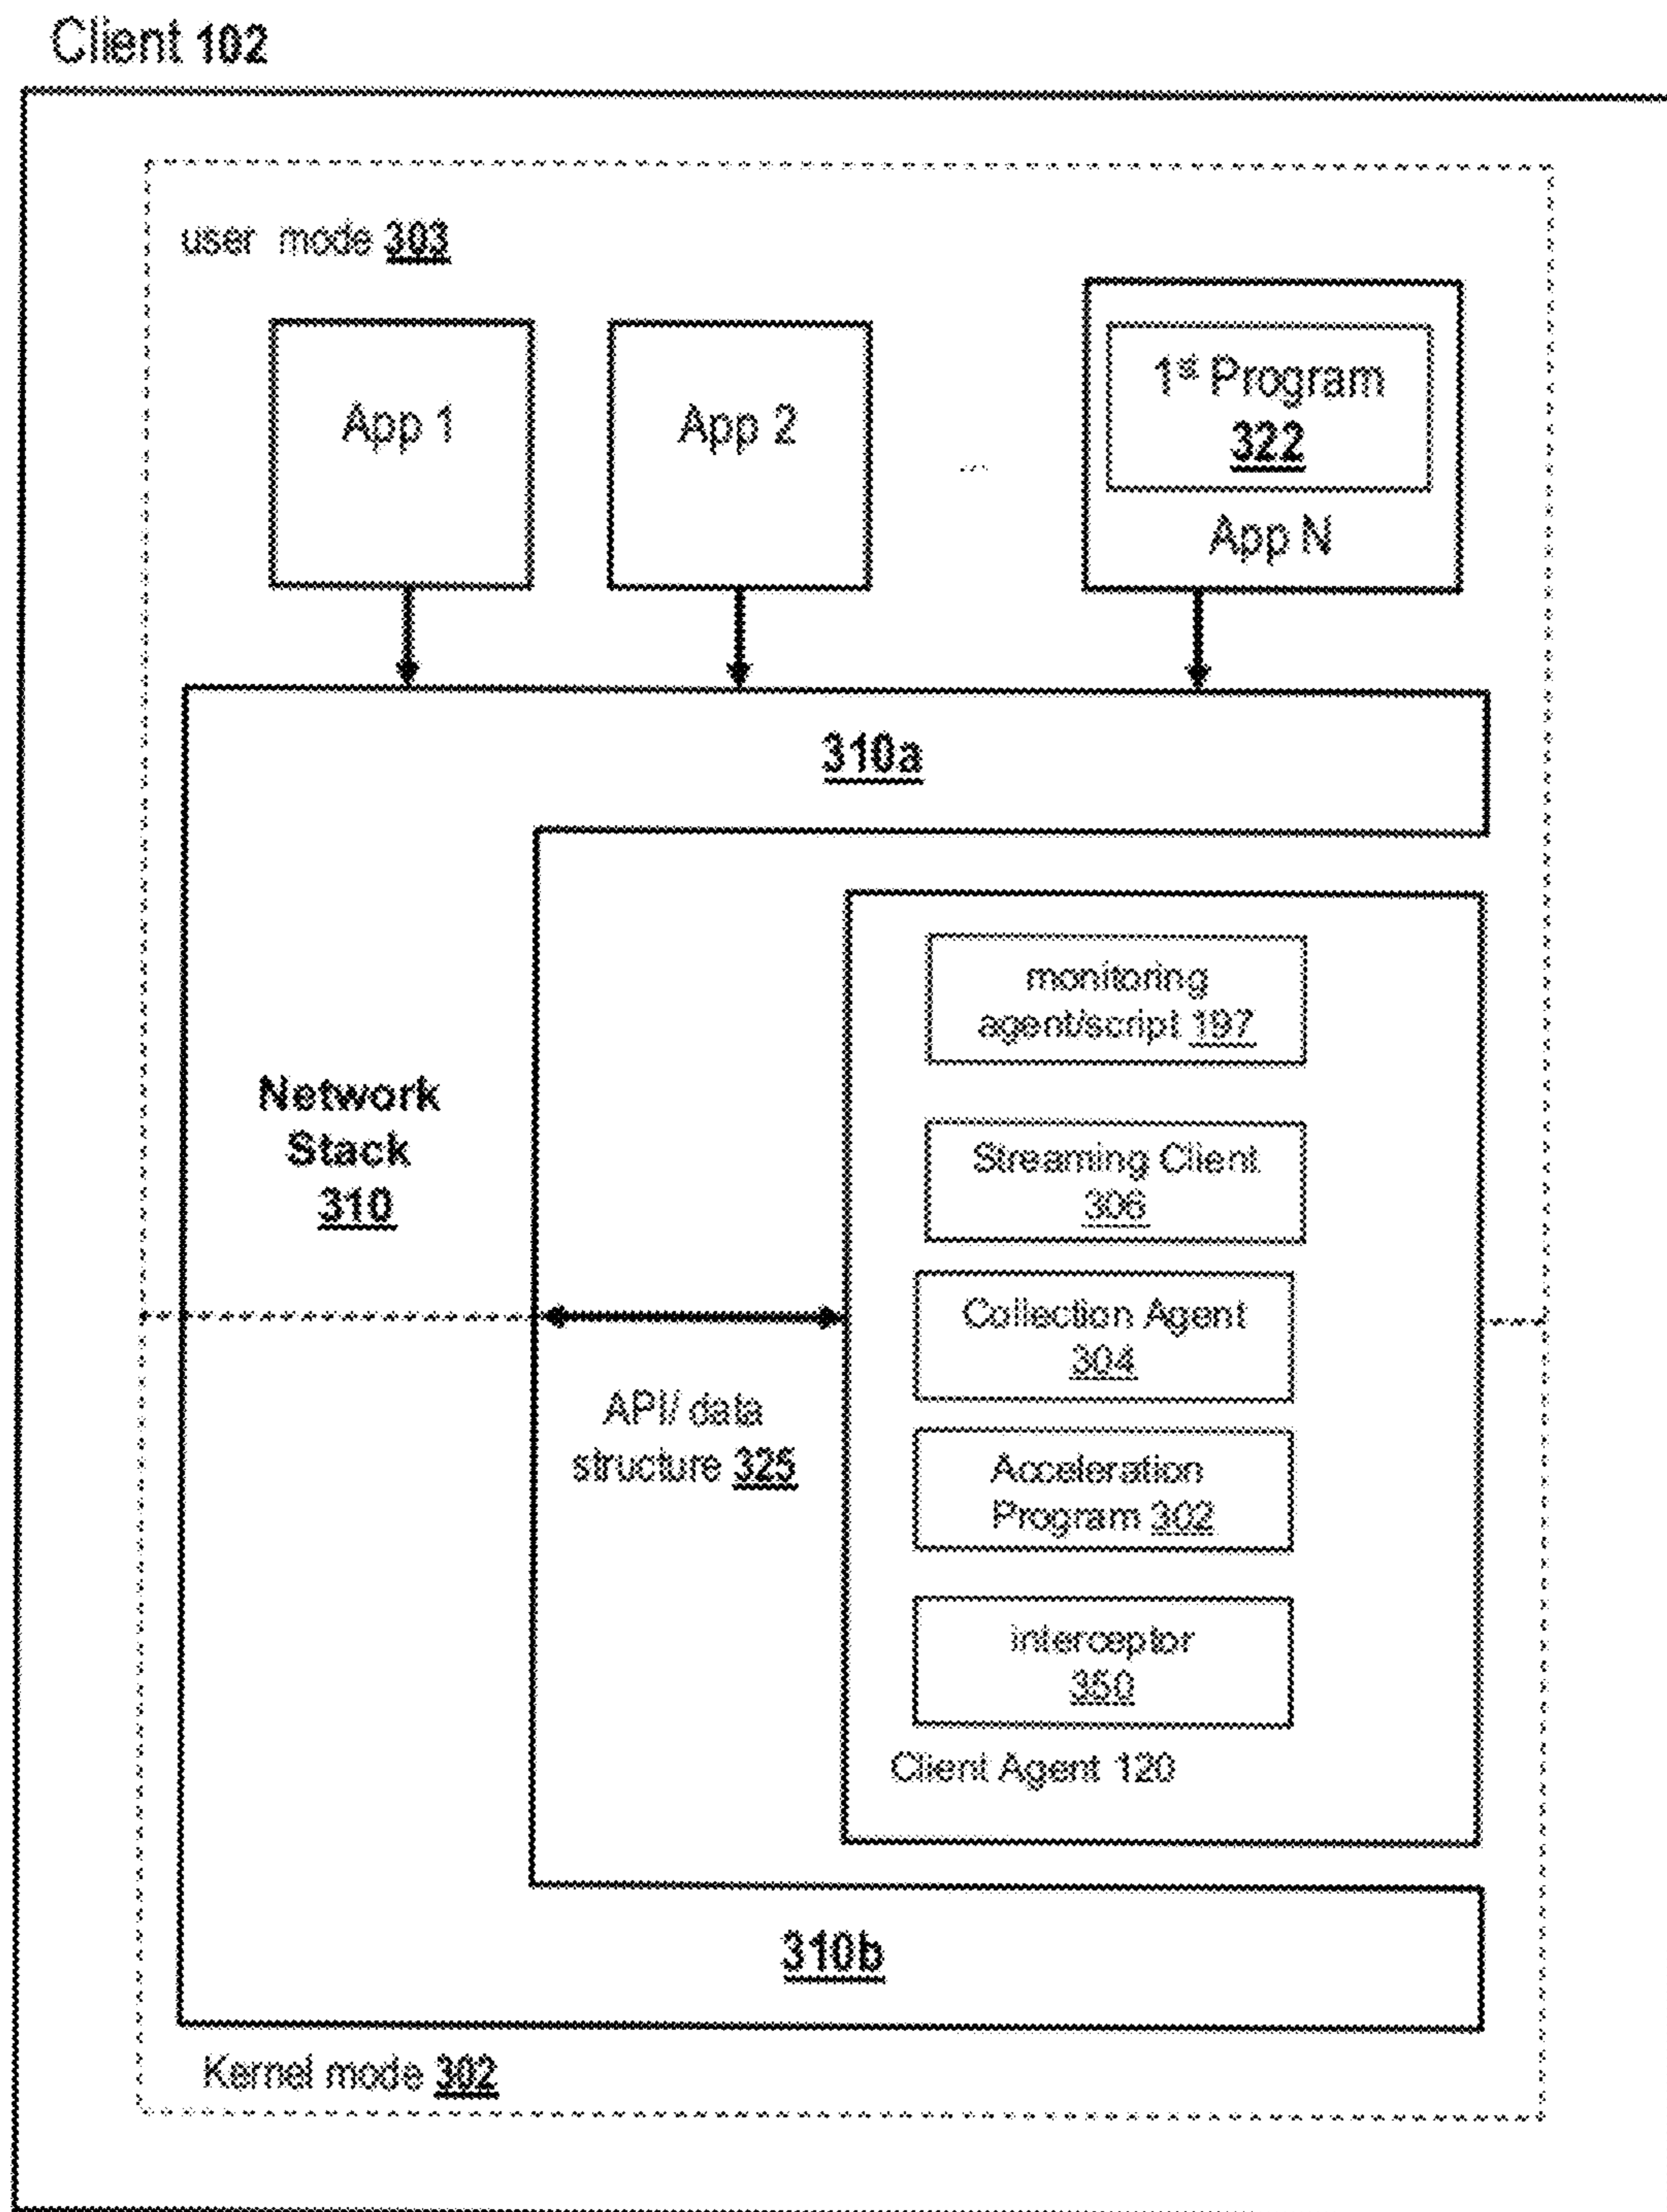 Client 102
user mode 303
App 1
App 2
...
1st Program
322
App N
310a
Network
Stack
310
monitoring
agent/script 197
Streaming Client
306
Collection Agent
304
API/ data
structure 325
Acceleration
Program 302
interceptor
350
Client Agent 120
310b
Kernel mode 302